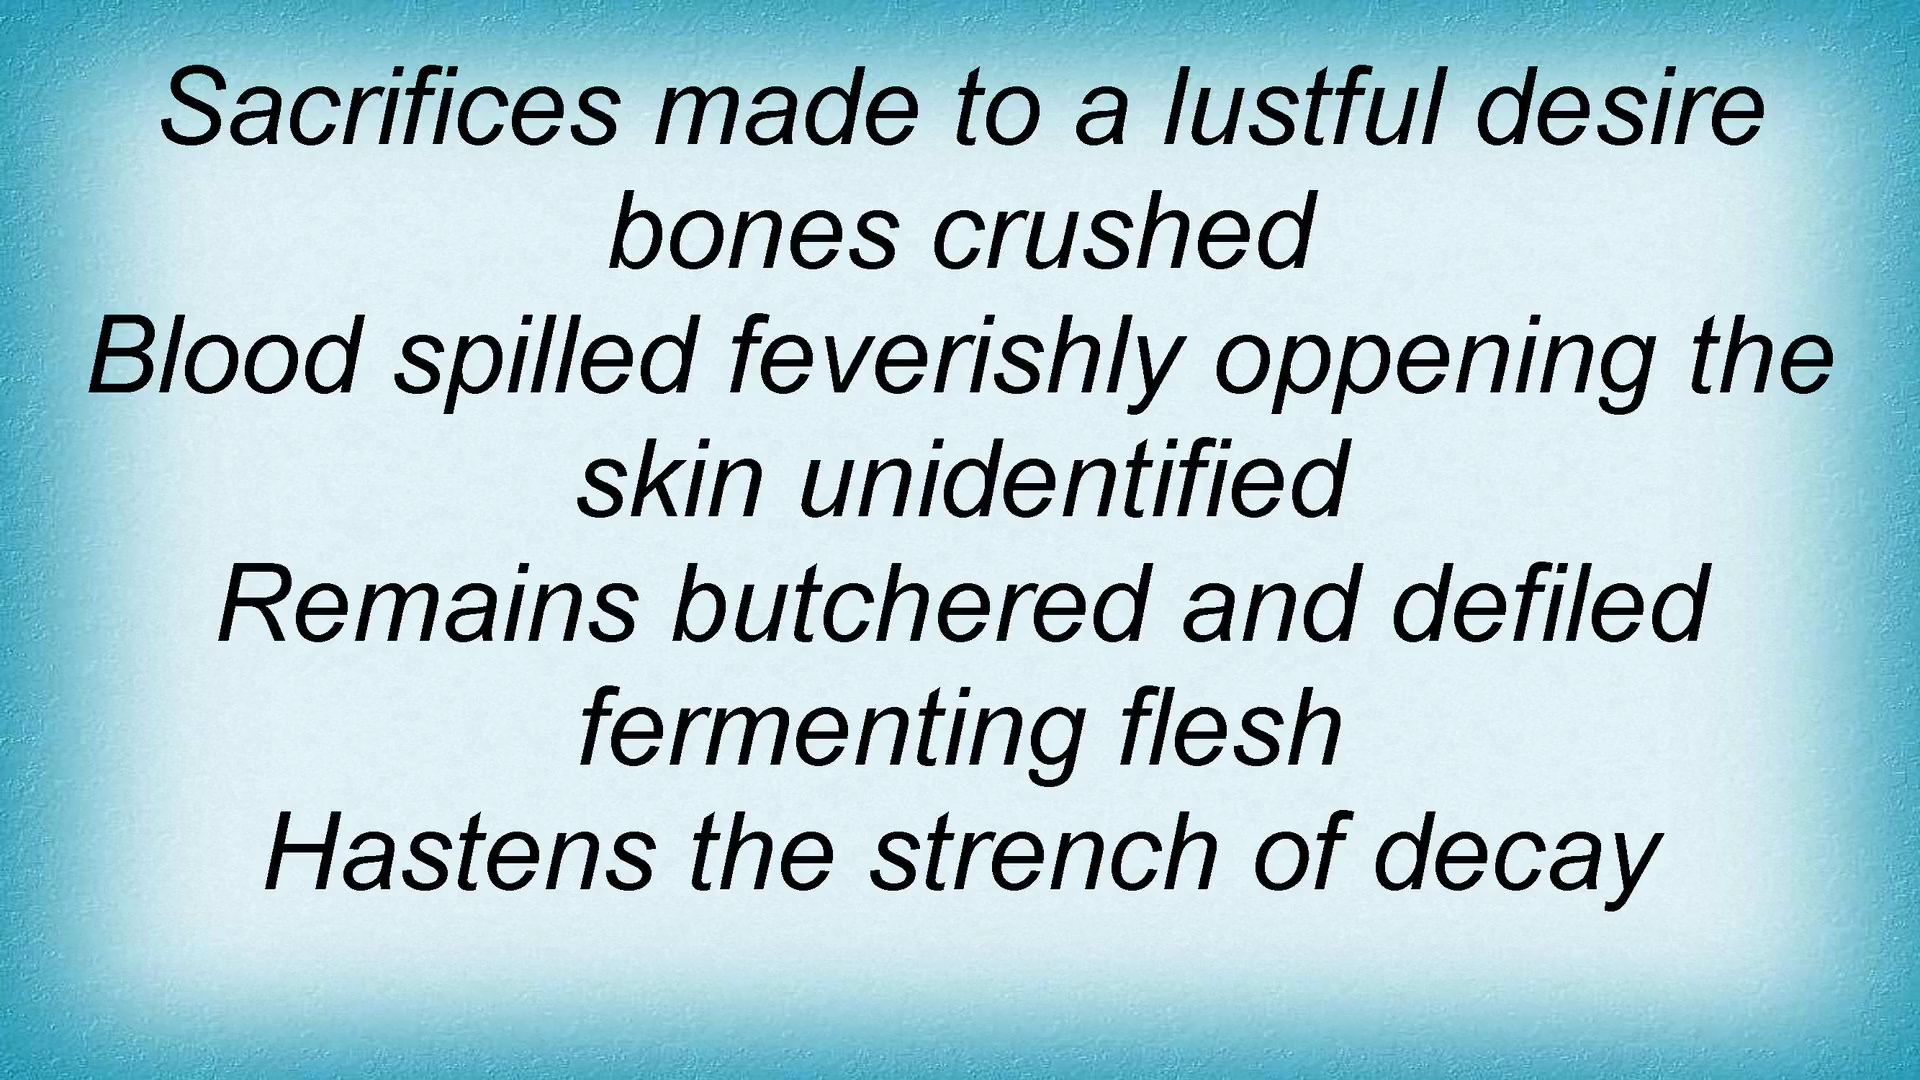 Sacrifices made to a lustful desire
bones crushed
Blood spilled feverishly oppening the
skin unidentified
Remains butchered and defiled
fermenting flesh
Hastens the strench of decay